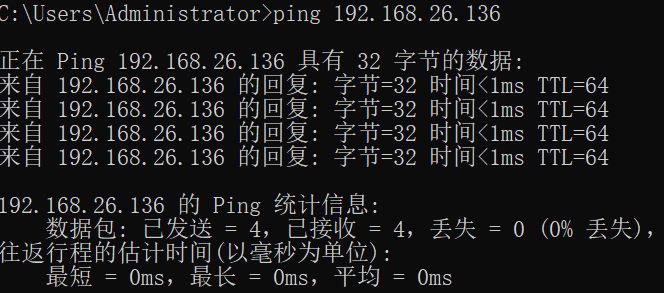 C:\Users\Administrator>ping 192.168.26.136
正在 Ping 192.168.26.136 具有 32 字节的数据:
来自 192.168.26.136 的回复: 字节=32 时间<1ms TTL=64
来自 192.168.26.136 的回复: 字节=32 时间<1ms TTL=64
来自 192.168.26.136 的回复: 字节=32 时间<1ms TTL=64
来自 192.168.26.136 的回复: 字节=32 时间<1ms TTL=64
192.168.26.136 的 Ping 统计信息:
数据包: 已发送 = 4，已接收 = 4，丢失 = 0 (0% 丢失)，
往返行程的估计时间(以毫秒为单位):
最短 = 0ms，最长 = 0ms，平均 = 0ms